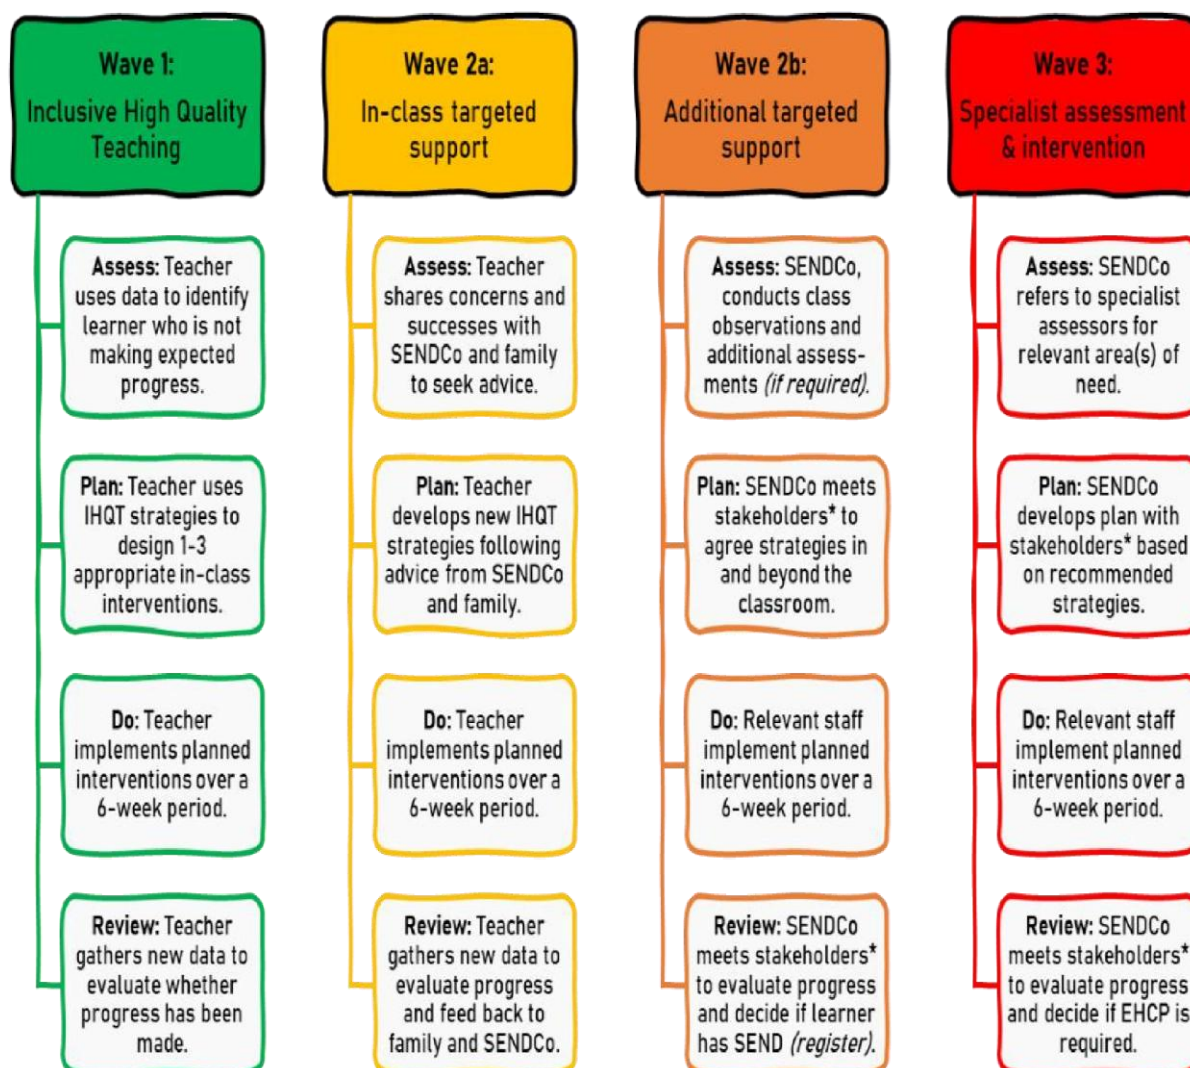 Wave 1:
Inclusive High Quality
Teaching
Assess: Teacher
uses data to identify
learner who is not
making expected
progress.
Plan: Teacher uses
IHQT strategies to
design 1-3
appropriate in-class
interventions.
Do: Teacher
implements planned
interventions over a
6-week period.
Review: Teacher
gathers new data to
evaluate whether
progress has been
made.
Wave 2a:
In-class targeted
support
Assess: Teacher
shares concerns and
successes with
SENDCo and family
to seek advice.
Plan: Teacher
develops new IHQT
strategies following
advice from SENDCo
and family.
Do: Teacher
implements planned
interventions over a
6-week period.
Review: Teacher
gathers new data to
evaluate progress
and feed back to
family and SENDCo.
Wave 2b:
Additional targeted
support
Assess: SENDCo,
conducts class
observations and
additional assess-
ments (if required).
Plan: SENDCo meets
stakeholders* to
agree strategies in
and beyond the
classroom.
Do: Relevant staff
implement planned
interventions over a
6-week period.
Review: SENDCo
meets stakeholders*
to evaluate progress
and decide if learner
has SEND (register).
Wave 3:
Specialist assessment
& intervention
Assess: SENDCo
refers to specialist
assessors for
relevant area(s) of
need.
Plan: SENDCo
develops plan with
stakeholders* based
on recommended
strategies.
Do: Relevant staff
implement planned
interventions over a
6-week period.
Review: SENDCo
meets stakeholders*
to evaluate progress
and decide if EHCP is
required.